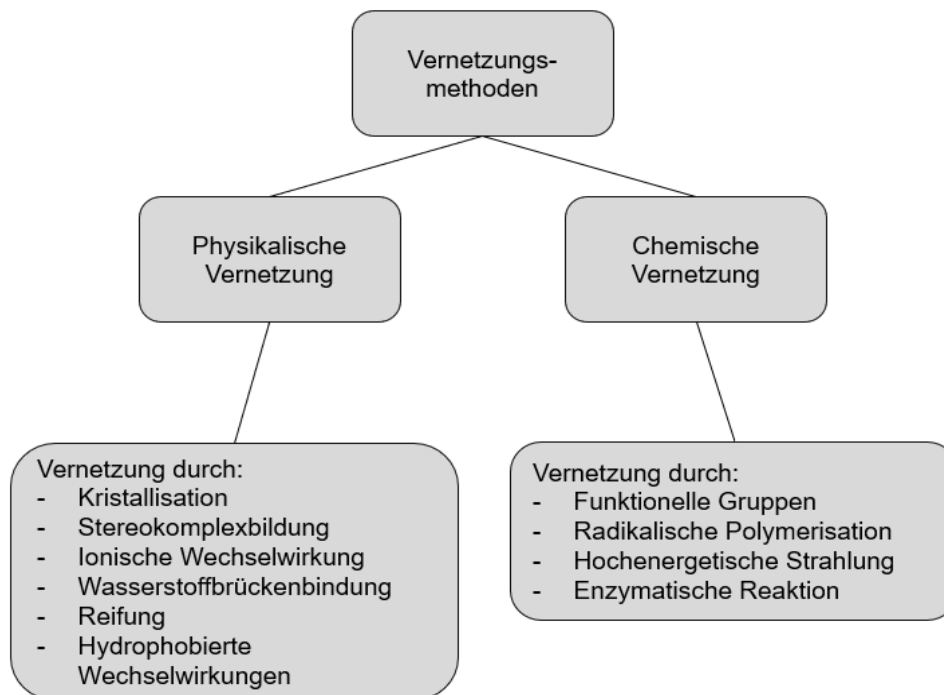 Vernetzungs-
methoden
Physikalische
Vernetzung
Chemische
Vernetzung
Vernetzung durch:
- Kristallisation
- Stereokomplexbildung
- Ionische Wechselwirkung
- Wasserstoffbrückenbindung
- Reifung
- Hydrophobierte
Wechselwirkungen
Vernetzung durch:
- Funktionelle Gruppen
- Radikalische Polymerisation
- Hochenergetische Strahlung
- Enzymatische Reaktion